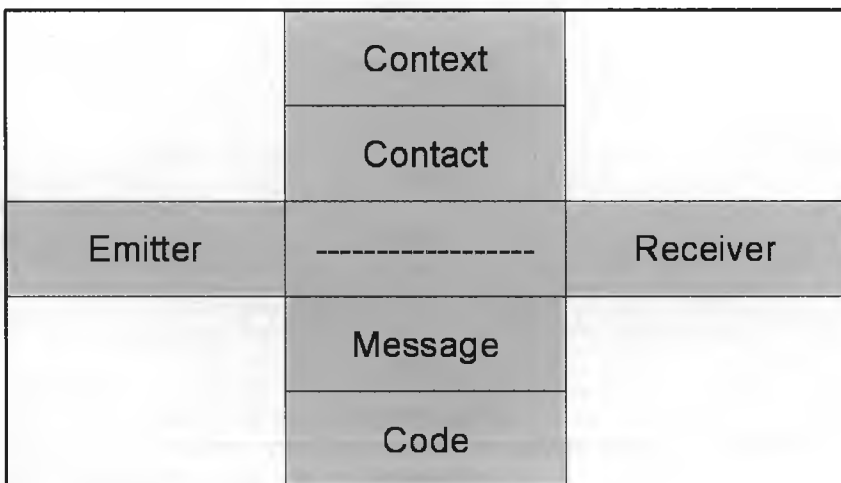 Context
Contact
Emitter ------------------ Receiver
Message
Code